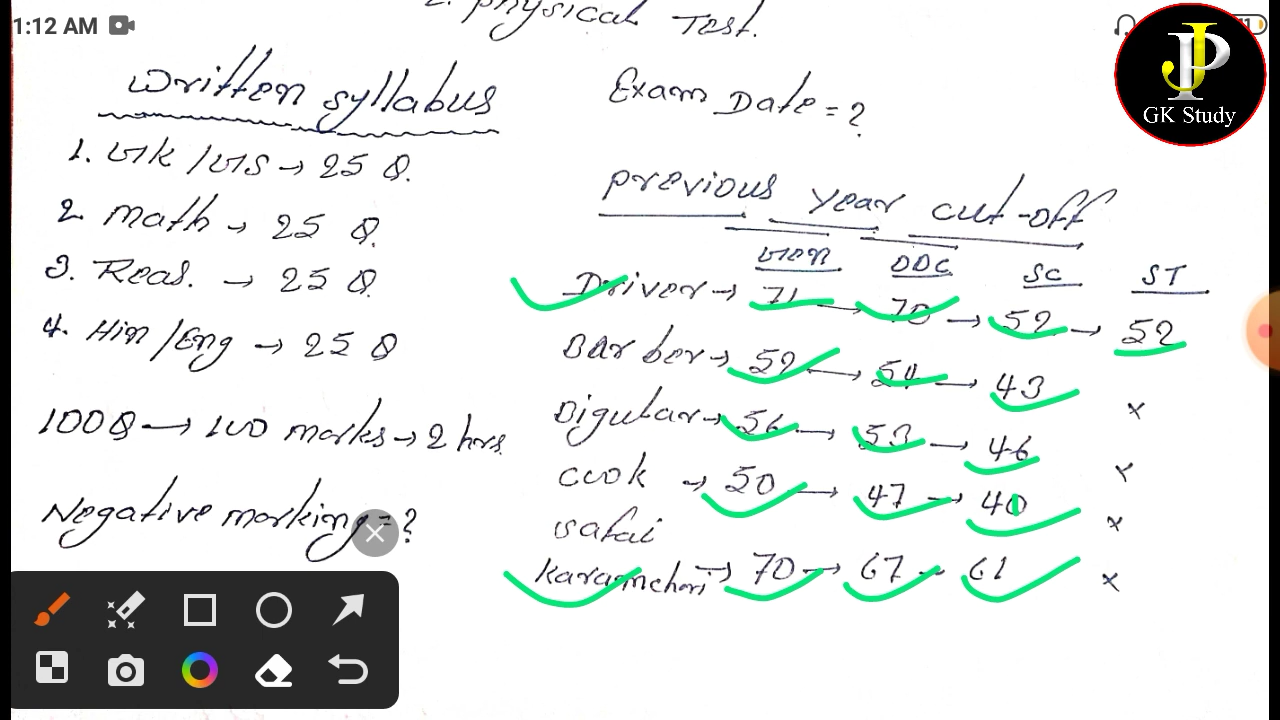 1:12 AM
2. Physical Test.
JP
GK Study
Written Syllabus
1. GK/GS → 25 Q.
2. Math → 25 Q.
3. Reas. → 25 Q.
4. Hin/Eng → 25 Q
100 Q → 100 marks → 2 hrs.
Negative marking = ?
Exam Date = ?
Previous Year cut-off
Gen OBC SC ST
Driver → 71 → 70 → 52 → 52
Barber → → 54 → 43 ×
→ 56 → 53 → 46 ×
Cook → 50 → 47 → 40 ×
Safai
Karamchari → 70 → 67 → 61 ×